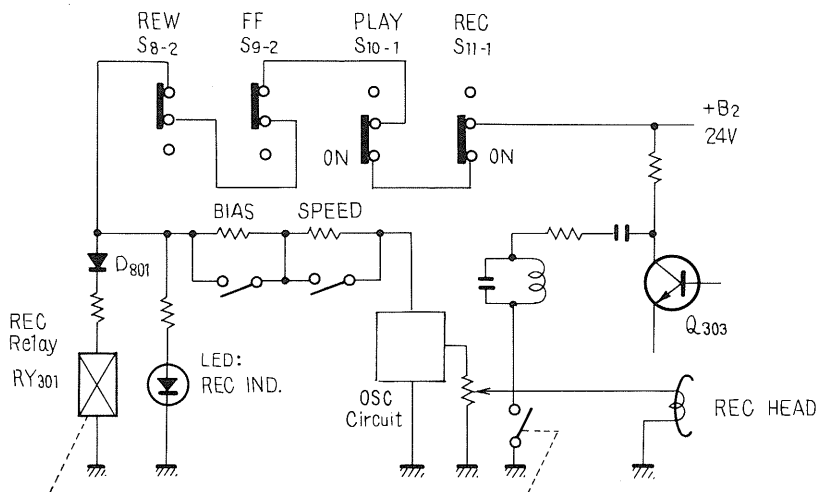 REW
S8-2
FF
S9-2
PLAY
S10-1
REC
S11-1
+B2
24V
ON
ON
BIAS
SPEED
D801
REC
Relay
RY301
LED:
REC IND.
OSC
Circuit
Q303
REC HEAD